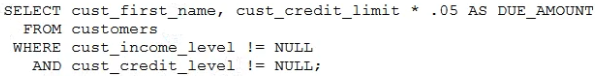 SELECT cust_first_name, cust_credit_limit * .05 AS DUE_AMOUNT
FROM customers
WHERE cust_income_level != NULL
AND cust_credit_level != NULL;